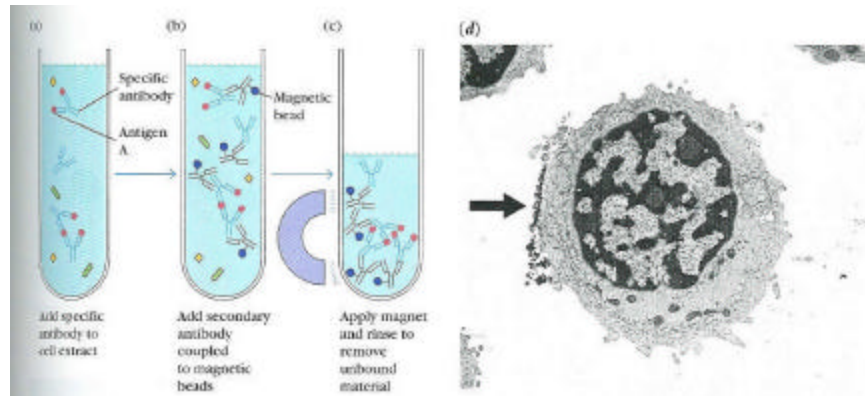 (b)
(c)
(d)
Specific
antibody
Antigen
A
Magnetic
bead
Add specific
antibody to
cell extract
Add secondary
antibody
coupled
to magnetic
beads
Apply magnet
and rinse to
remove
unbound
material